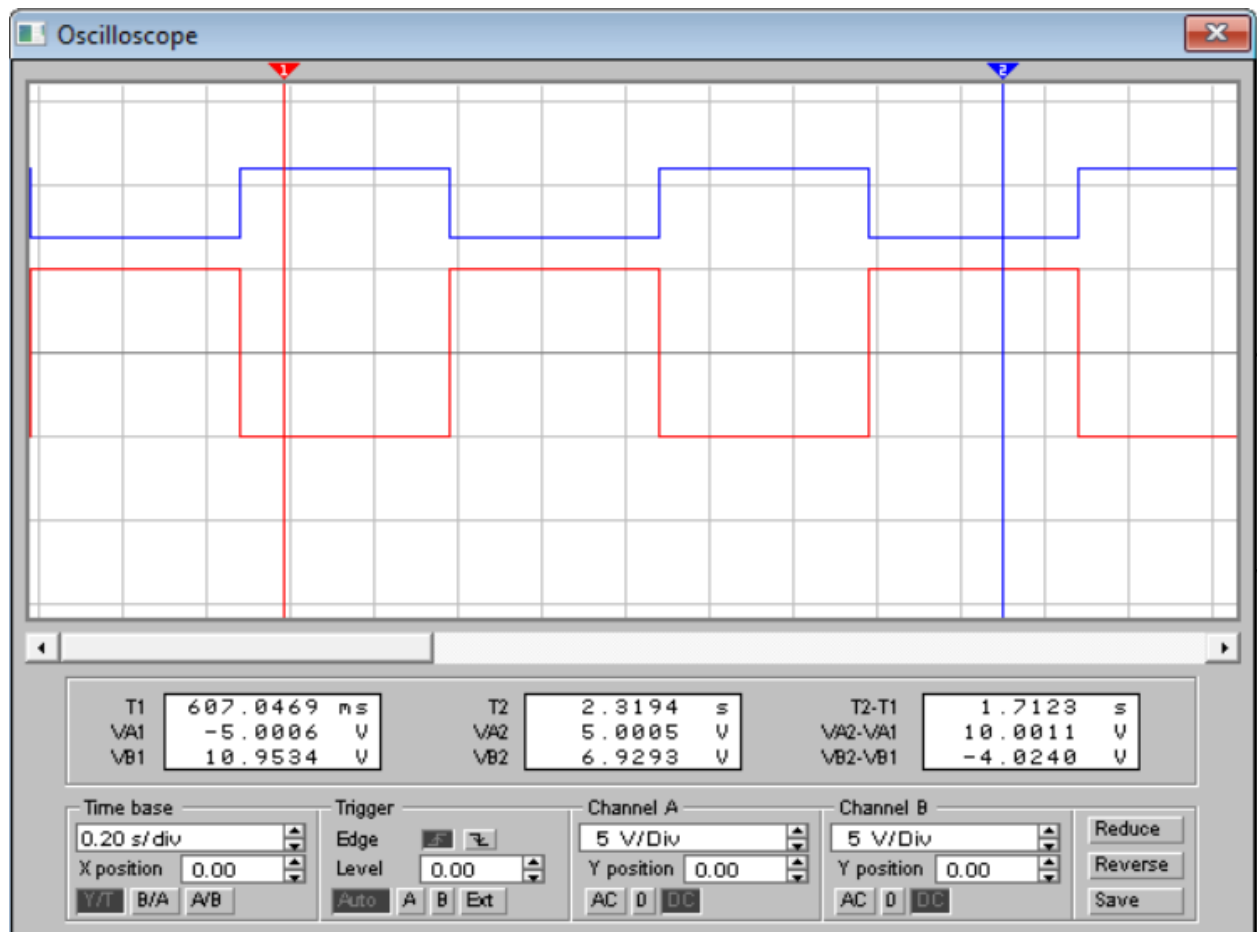 Oscilloscope
1 2
T1 607.0469 ms T2 2.3194 s T2-T1 1.7123 s
VA1 -5.0006 V VA2 5.0005 V VA2-VA1 10.0011 V
VB1 10.9534 V VB2 6.9293 V VB2-VB1 -4.0240 V
Time base Trigger Channel A Channel B
0.20 s/div Edge 5 V/Div 5 V/Div Reduce
X position 0.00 Level 0.00 Y position 0.00 Y position 0.00 Reverse
Y/T B/A A/B Auto A B Ext AC 0 DC AC 0 DC Save